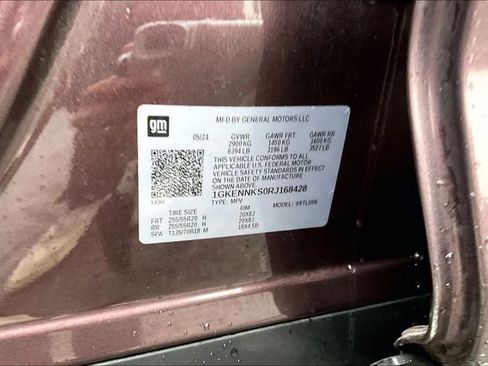 gm
MFD BY GENERAL MOTORS LLC
05/24 GVWR GAWR FRT GAWR RR
2900 KG 1450 KG 1600 KG
6394 LB 3196 LB 3527 LB
THIS VEHICLE CONFORMS TO ALL
APPLICABLE U.S. FEDERAL MOTOR
VEHICLE SAFETY STANDARDS IN EFFECT
ON THE DATE OF MANUFACTURE
SHOWN ABOVE.
1GKENNKS0RJ168428
TYPE: MPV
TIRE SIZE RIM
FRT 255/55R20 H 20X8J
RR 255/55R20 H 20X8J
SPA T135/70R18 M 18X4.5B